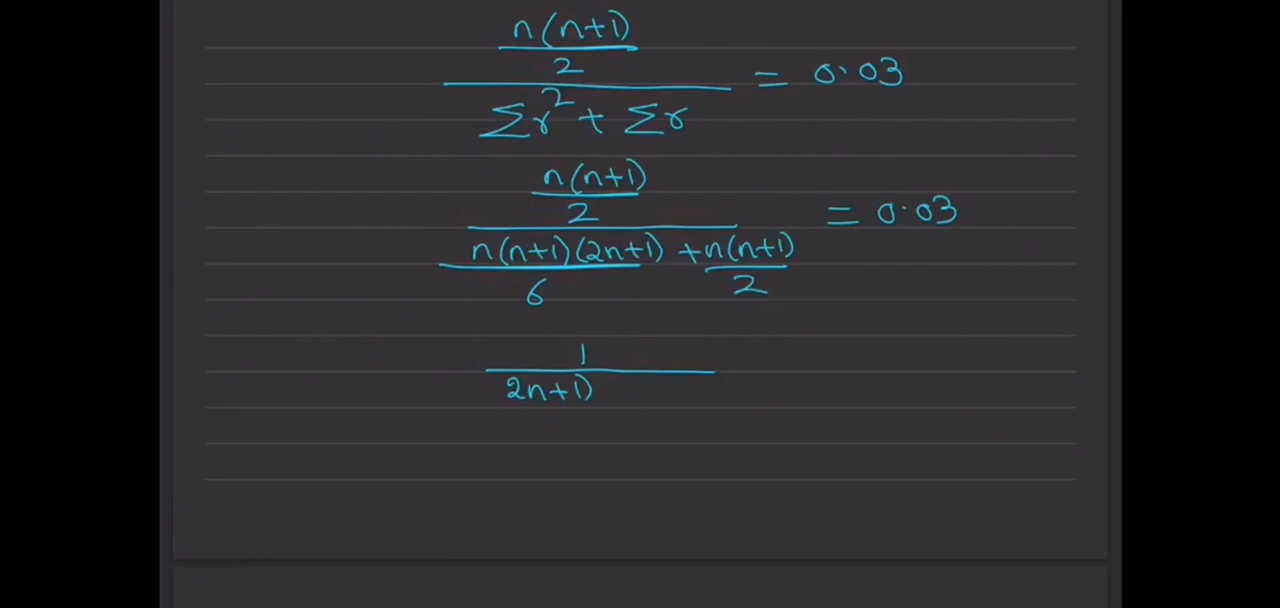 n(n+1)
2
Σr² + Σr
= 0.03
n(n+1)
2
n(n+1)(2n+1) + n(n+1)
6 2
= 0.03
1
2n+1)